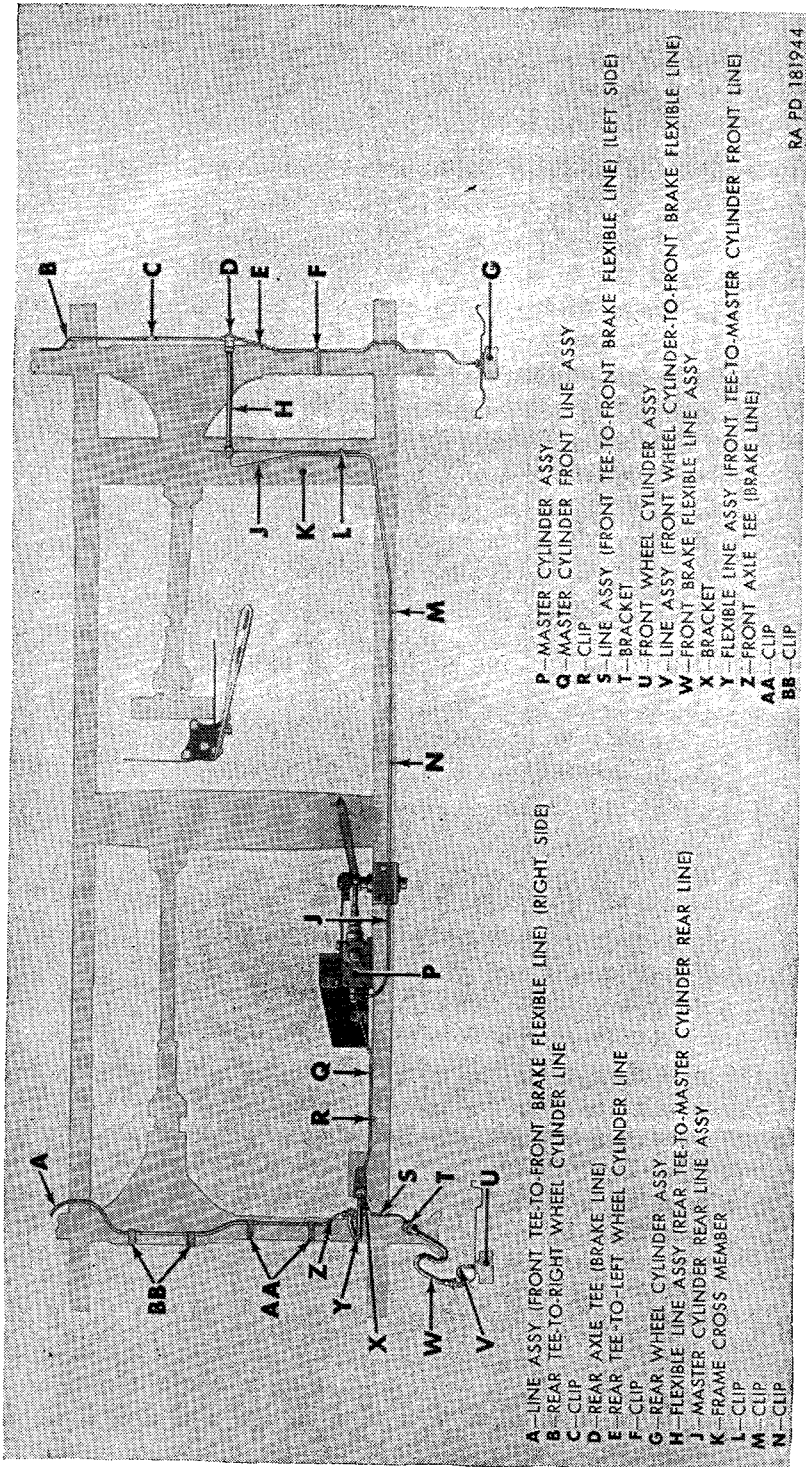 A
BB
AA
Z
Y
X
W
V
S
T
U
R
Q
P
J
N
M
L
K
J
H
B
C
D
E
F
G
A—LINE ASSY (FRONT TEE-TO-FRONT BRAKE FLEXIBLE LINE) (RIGHT SIDE)
B—REAR TEE-TO-RIGHT WHEEL CYLINDER LINE
C—CLIP
D—REAR AXLE TEE (BRAKE LINE)
E—REAR TEE-TO-LEFT WHEEL CYLINDER LINE
F—CLIP
G—REAR WHEEL CYLINDER ASSY
H—FLEXIBLE LINE ASSY (REAR TEE-TO-MASTER CYLINDER REAR LINE)
J—MASTER CYLINDER REAR LINE ASSY
K—FRAME CROSS MEMBER
L—CLIP
M—CLIP
N—CLIP
P—MASTER CYLINDER ASSY
Q—MASTER CYLINDER FRONT LINE ASSY
R—CLIP
S—LINE ASSY (FRONT TEE-TO-FRONT BRAKE FLEXIBLE LINE) (LEFT SIDE)
T—BRACKET
U—FRONT WHEEL CYLINDER ASSY
V—LINE ASSY (FRONT WHEEL CYLINDER-TO-FRONT BRAKE FLEXIBLE LINE)
W—FRONT BRAKE FLEXIBLE LINE ASSY
X—BRACKET
Y—FLEXIBLE LINE ASSY (FRONT TEE-TO-MASTER CYLINDER FRONT LINE)
Z—FRONT AXLE TEE (BRAKE LINE)
AA—CLIP
BB—CLIP
RA PD 181944